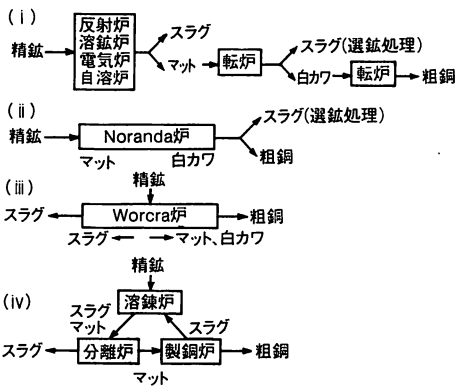 (i)
反射炉
溶鉱炉
電気炉
自溶炉
精鉱
スラグ
マット
転炉
スラグ(選鉱処理)
白カワ
転炉
粗銅
(ii)
精鉱
Noranda炉
マット
白カワ
スラグ(選鉱処理)
粗銅
(iii)
精鉱
スラグ
Worcra炉
粗銅
スラグ
マット、白カワ
(iv)
精鉱
溶錬炉
スラグ
マット
スラグ
スラグ
分離炉
製銅炉
粗銅
マット